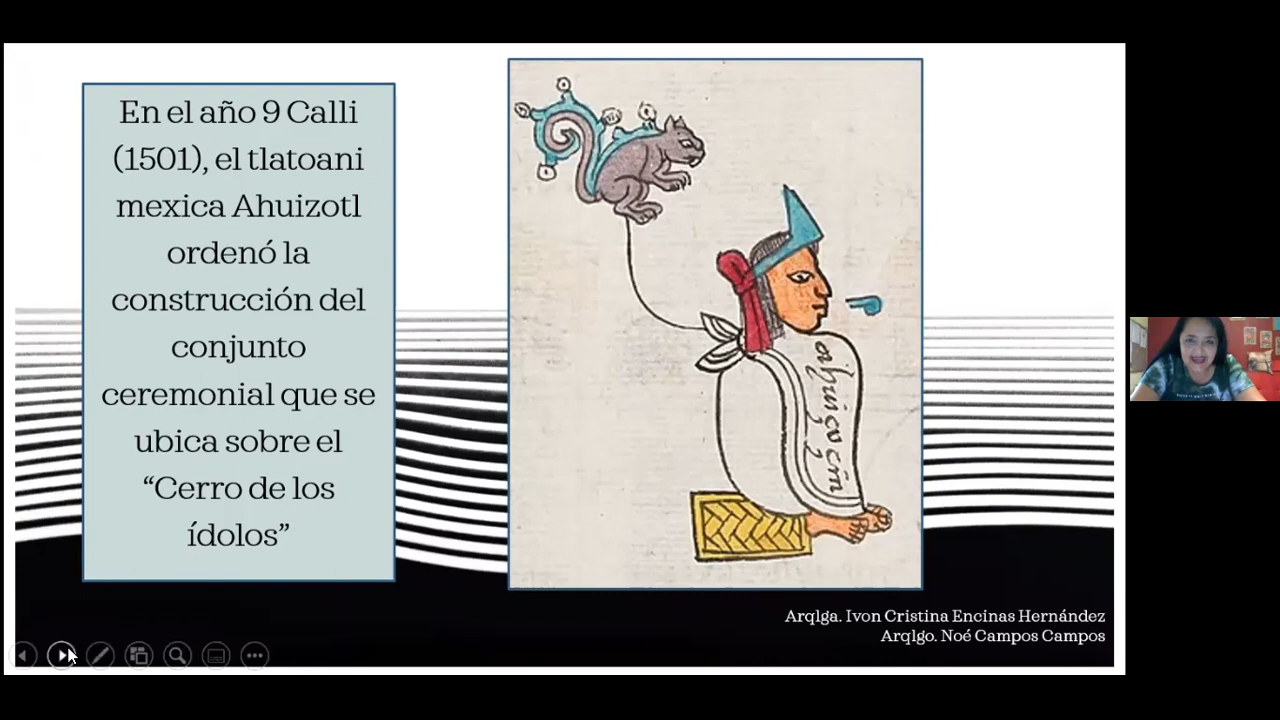 En el año 9 Calli
(1501), el tlatoani
mexica Ahuizotl
ordenó la
construcción del
conjunto
ceremonial que se
ubica sobre el
“Cerro de los
ídolos”
ahuiço
Arqlga. Ivon Cristina Encinas Hernández
Arqlgo. Noé Campos Campos